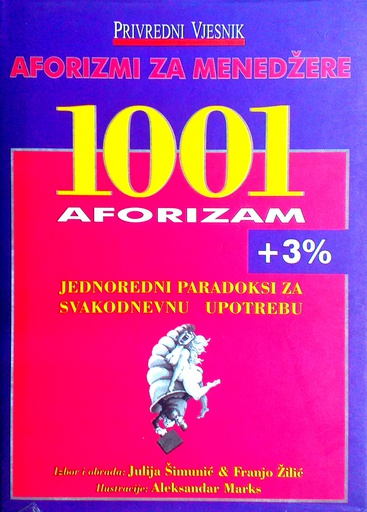 PRIVREDNI VJESNIK
AFORIZMI ZA MENEDŽERE
1001
AFORIZAM
+3%
JEDNOREDNI PARADOKSI ZA
SVAKODNEVNU UPOTREBU
Izbor i obrada: Julija Šimunić & Franjo Žilić
Ilustracije: Aleksandar Marks